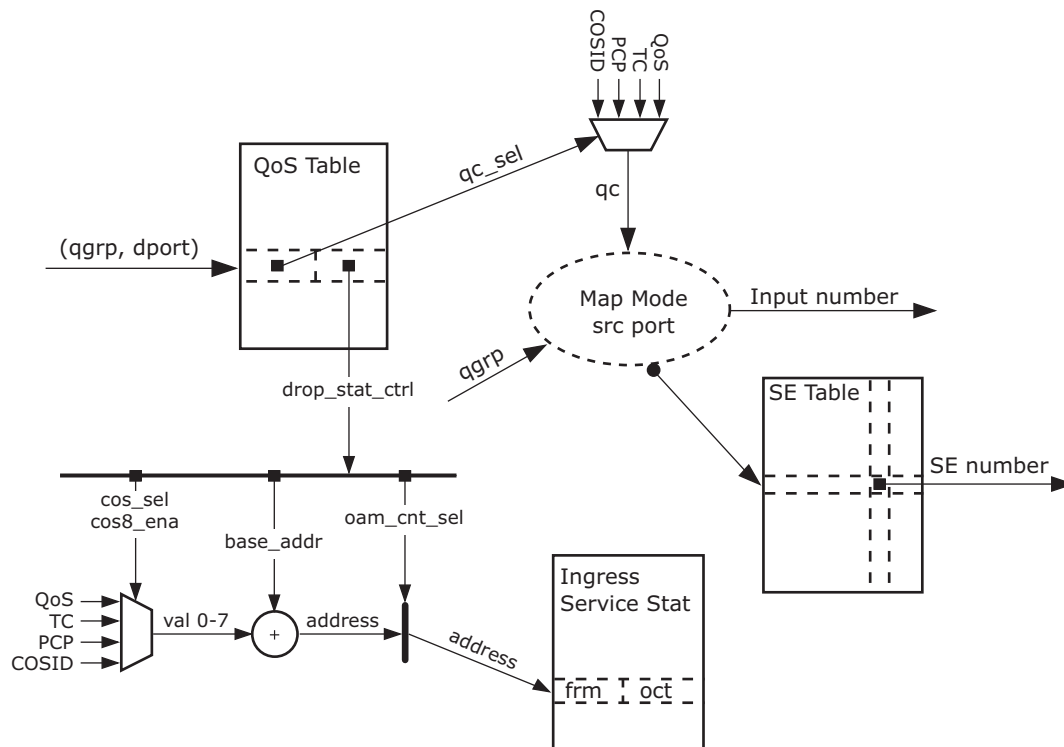 COSID
PCP
TC
QoS
QoS Table
qc_sel
qc
(qgrp, dport)
Map Mode
src port
Input number
qgrp
drop_stat_ctrl
SE Table
SE number
cos_sel
cos8_ena
base_addr
oam_cnt_sel
Ingress
Service Stat
QoS
TC
PCP
COSID
val 0-7
+
address
address
frm
oct